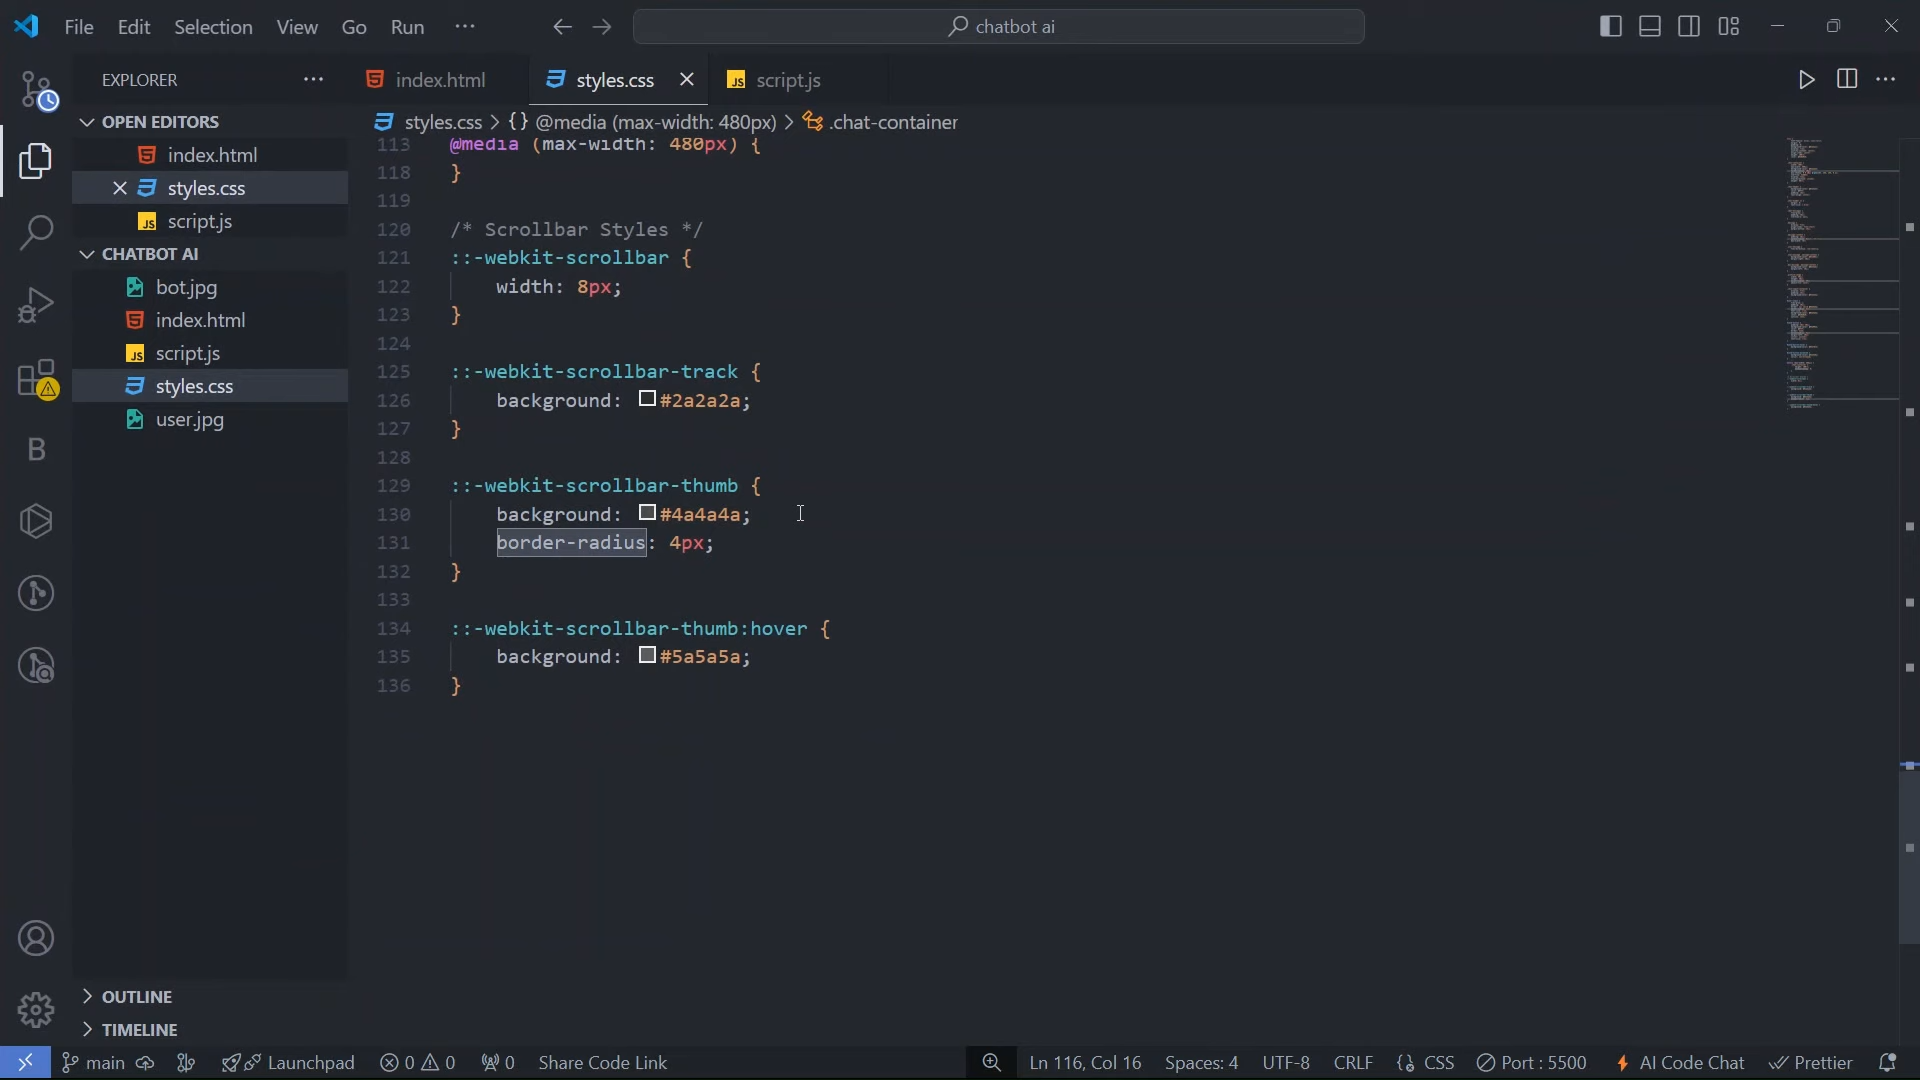 File Edit Selection View Go Run ··· chatbot ai
EXPLORER ···
index.html styles.css script.js ···
OPEN EDITORS
index.html
styles.css
script.js
CHATBOT AI
bot.jpg
index.html
script.js
styles.css
user.jpg
B
OUTLINE
TIMELINE
styles.css > {} @media (max-width: 480px) > .chat-container
113 @media (max-width: 480px) {
118 }
119
120 /* Scrollbar Styles */
121 ::-webkit-scrollbar {
122 width: 8px;
123 }
124
125 ::-webkit-scrollbar-track {
126 background: #2a2a2a;
127 }
128
129 ::-webkit-scrollbar-thumb {
130 background: #4a4a4a;
131 border-radius: 4px;
132 }
133
134 ::-webkit-scrollbar-thumb:hover {
135 background: #5a5a5a;
136 }
main Launchpad 0 0 0 Share Code Link Ln 116, Col 16 Spaces: 4 UTF-8 CRLF {} CSS Port : 5500 AI Code Chat Prettier